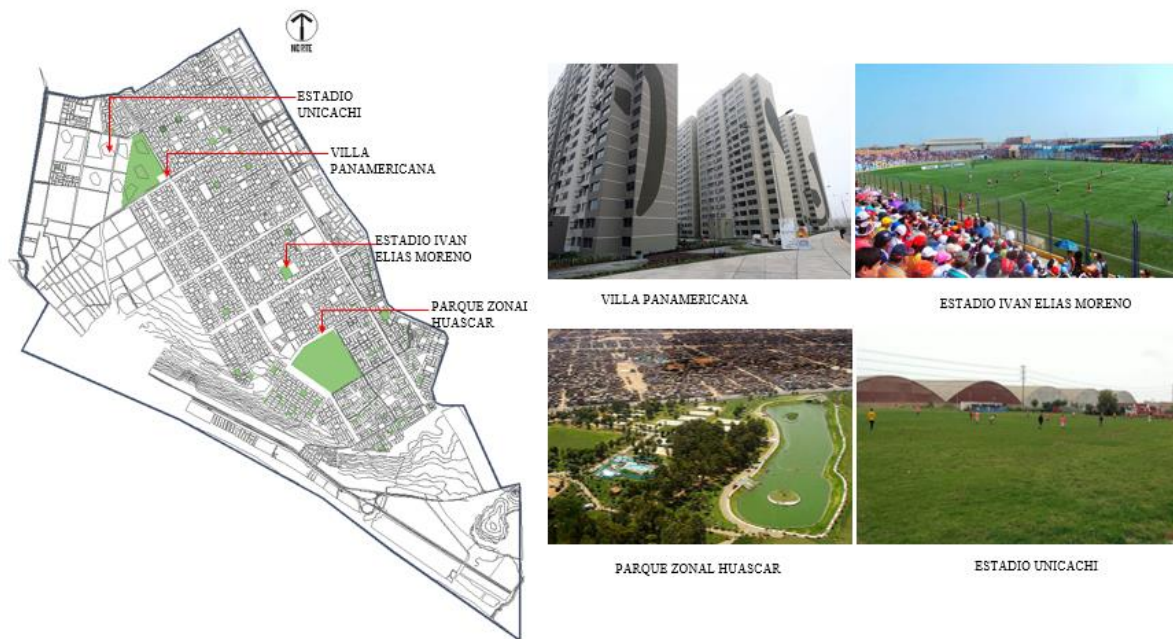 NORTE
ESTADIO
UNICACHI
VILLA
PANAMERICANA
ESTADIO IVAN
ELIAS MORENO
PARQUE ZONAl
HUASCAR
VILLA PANAMERICANA
ESTADIO IVAN ELIAS MORENO
PARQUE ZONAL HUASCAR
ESTADIO UNICACHI